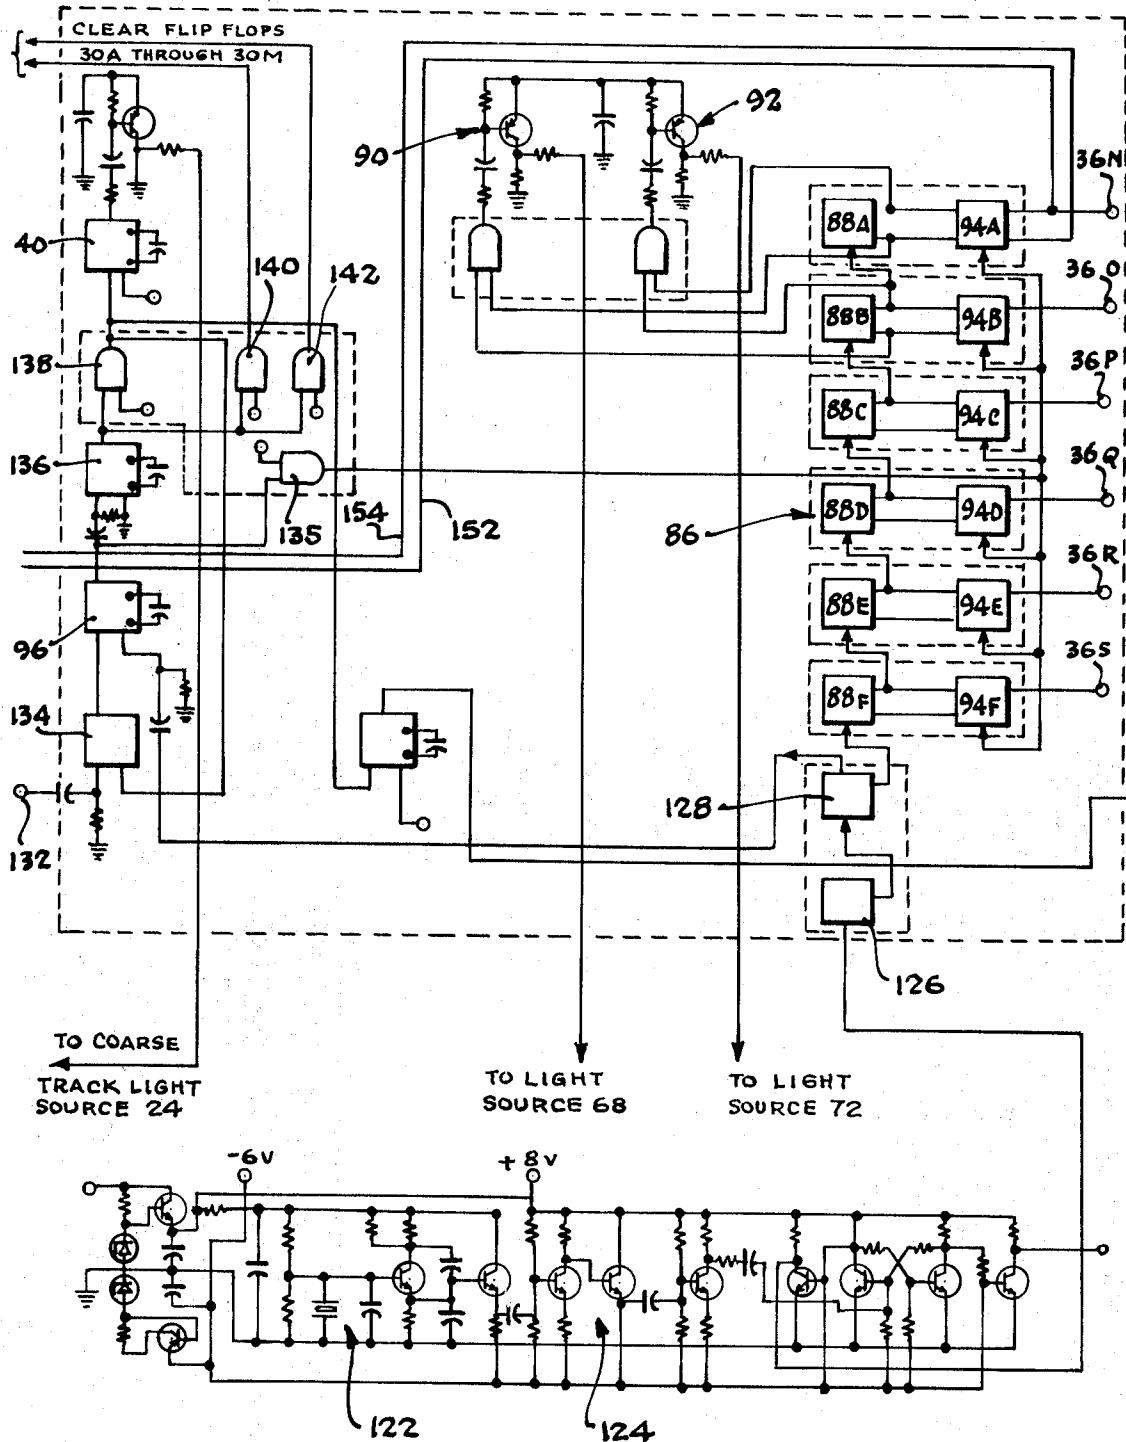 CLEAR FLIP FLOPS
30A THROUGH 30M
92
90
36N
88A
94A
40
140
142
36O
88B
94B
138
36P
88C
94C
136
36Q
135
154
152
86
88D
94D
36R
96
88E
94E
36S
134
88F
94F
128
132
126
TO COARSE
TRACK LIGHT
SOURCE 24
TO LIGHT
SOURCE 68
TO LIGHT
SOURCE 72
-6V
+8V
122
124